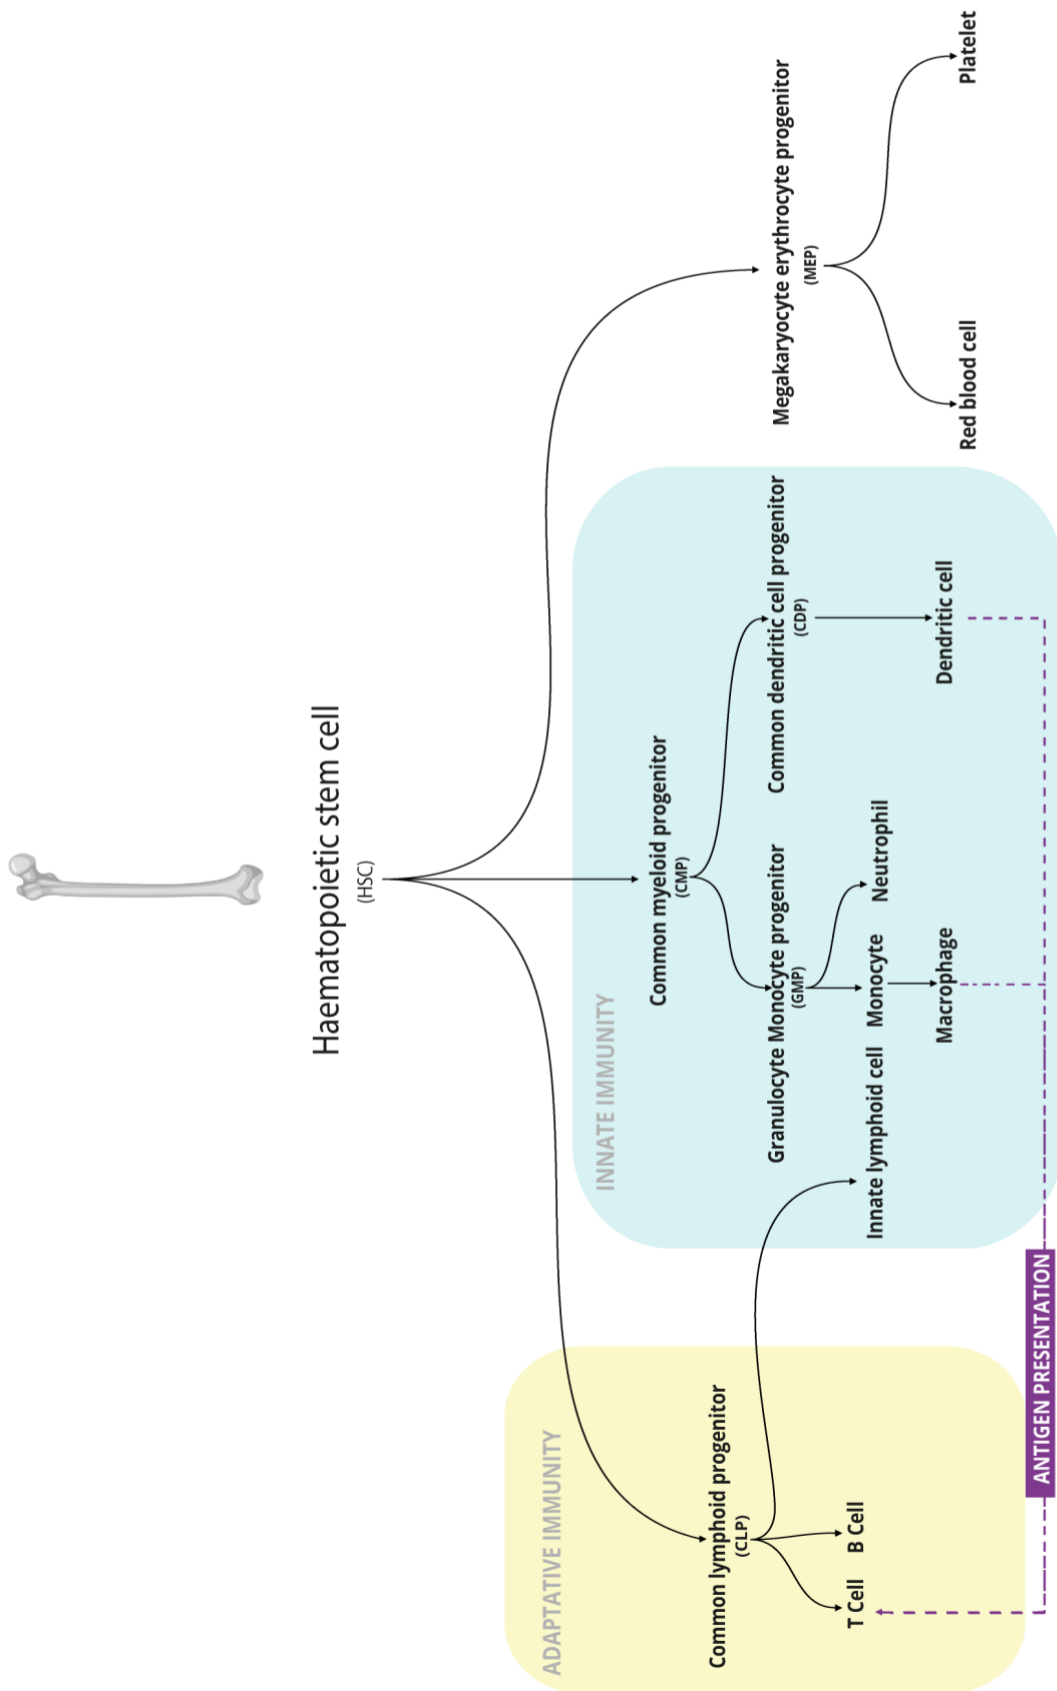 Haematopoietic stem cell
(HSC)
ADAPTATIVE IMMUNITY
INNATE IMMUNITY
Common lymphoid progenitor
(CLP)
Common myeloid progenitor
(CMP)
Megakaryocyte erythrocyte progenitor
(MEP)
Granulocyte Monocyte progenitor
(GMP)
Common dendritic cell progenitor
(CDP)
T Cell
B Cell
Innate lymphoid cell
Monocyte
Neutrophil
Macrophage
Dendritic cell
Red blood cell
Platelet
ANTIGEN PRESENTATION